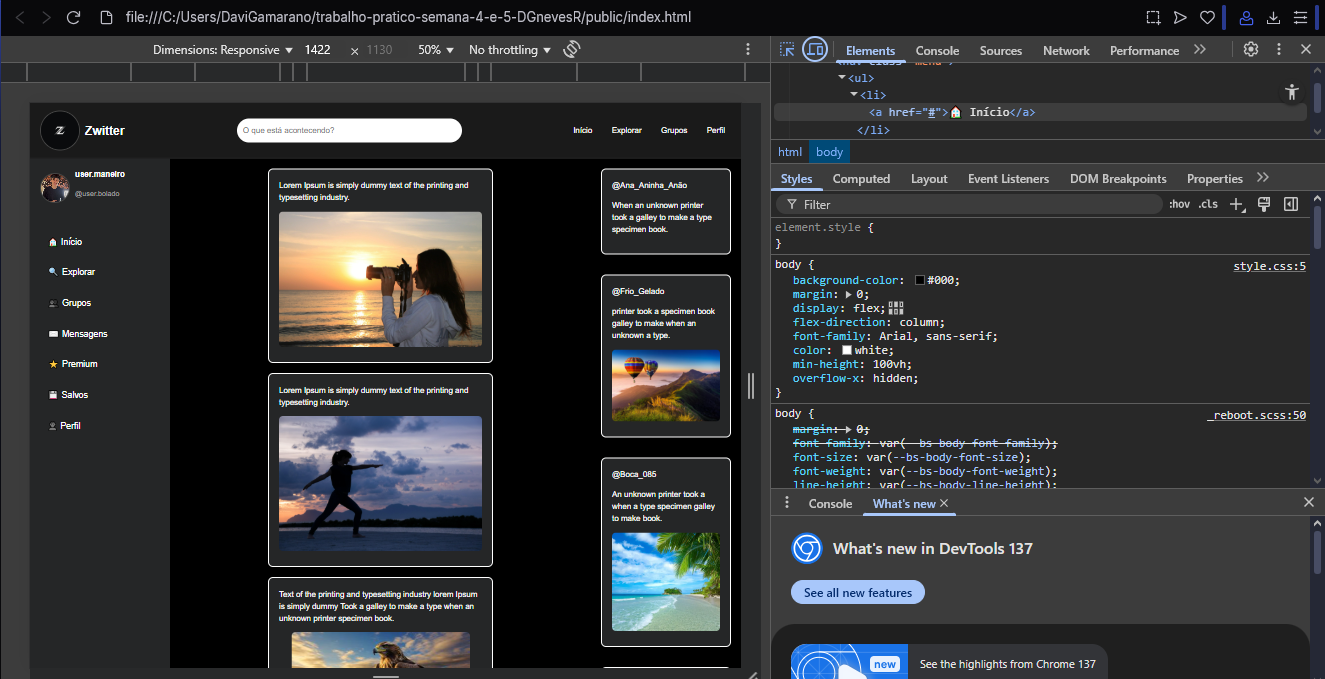 file:///C:/Users/DaviGamarano/trabalho-pratico-semana-4-e-5-DGnevesR/public/index.html
Dimensions: Responsive 1422 × 1130 50% No throttling
Elements Console Sources Network Performance
<ul>
<li>
<a href="#">🏠 Início</a>
</li>
html body
Styles Computed Layout Event Listeners DOM Breakpoints Properties
Filter :hov .cls
element.style {
}
body { style.css:5
background-color: #000;
margin: 0;
display: flex;
flex-direction: column;
font-family: Arial, sans-serif;
color: white;
min-height: 100vh;
overflow-x: hidden;
}
body { _reboot.scss:50
margin: 0;
font-family: var(--bs-body-font-family);
font-size: var(--bs-body-font-size);
font-weight: var(--bs-body-font-weight);
line-height: var(--bs-body-line-height);
Console What's new
What's new in DevTools 137
See all new features
new
See the highlights from Chrome 137
Z Zwitter
O que está acontecendo?
Início Explorar Grupos Perfil
user.maneiro
@user.bolado
🏠 Início
🔍 Explorar
👥 Grupos
✉️ Mensagens
⭐ Premium
💾 Salvos
👤 Perfil
Lorem Ipsum is simply dummy text of the printing and
typesetting industry.
Lorem Ipsum is simply dummy text of the printing and
typesetting industry.
Text of the printing and typesetting industry lorem Ipsum
is simply dummy Took a galley to make a type when an
unknown printer specimen book.
@Ana_Aninha_Anão
When an unknown printer
took a galley to make a type
specimen book.
@Frio_Gelado
printer took a specimen book
galley to make when an
unknown a type.
@Boca_085
An unknown printer took a
when a type specimen galley
to make book.